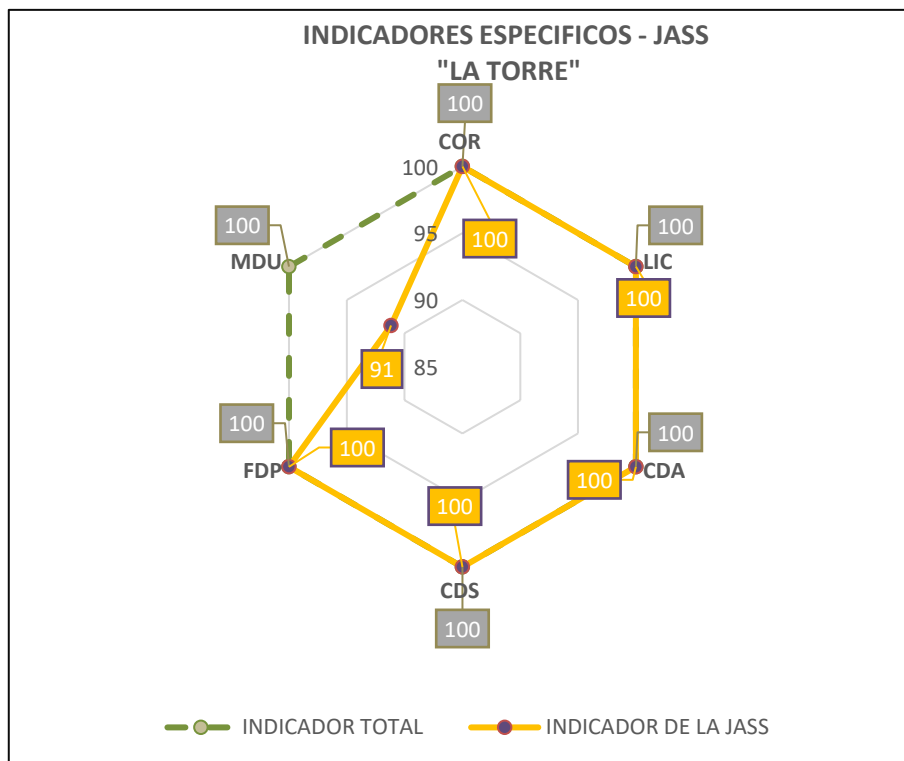 INDICADORES ESPECIFICOS - JASS
"LA TORRE"
100
COR
100
100
95
100
100
LIC
100
100
MDU
90
91
85
100
FDP
100
100
CDA
100
100
CDS
100
INDICADOR TOTAL
INDICADOR DE LA JASS